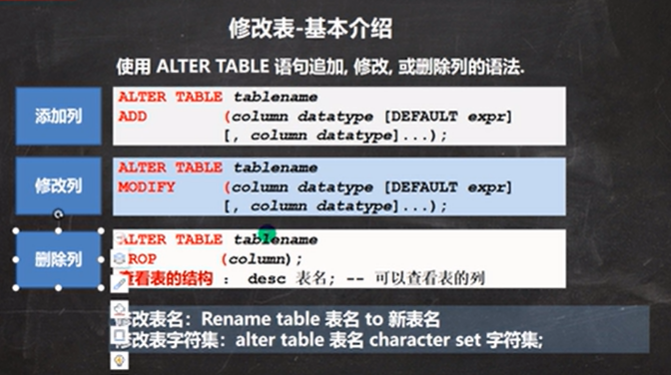 修改表-基本介绍
使用 ALTER TABLE 语句追加, 修改, 或删除列的语法.
添加列
ALTER TABLE tablename
ADD (column datatype [DEFAULT expr]
[, column datatype]...);
修改列
ALTER TABLE tablename
MODIFY (column datatype [DEFAULT expr]
[, column datatype]...);
删除列
ALTER TABLE tablename
ROP (column);
查看表的结构 : desc 表名; -- 可以查看表的列
修改表名：Rename table 表名 to 新表名
修改表字符集：alter table 表名 character set 字符集;